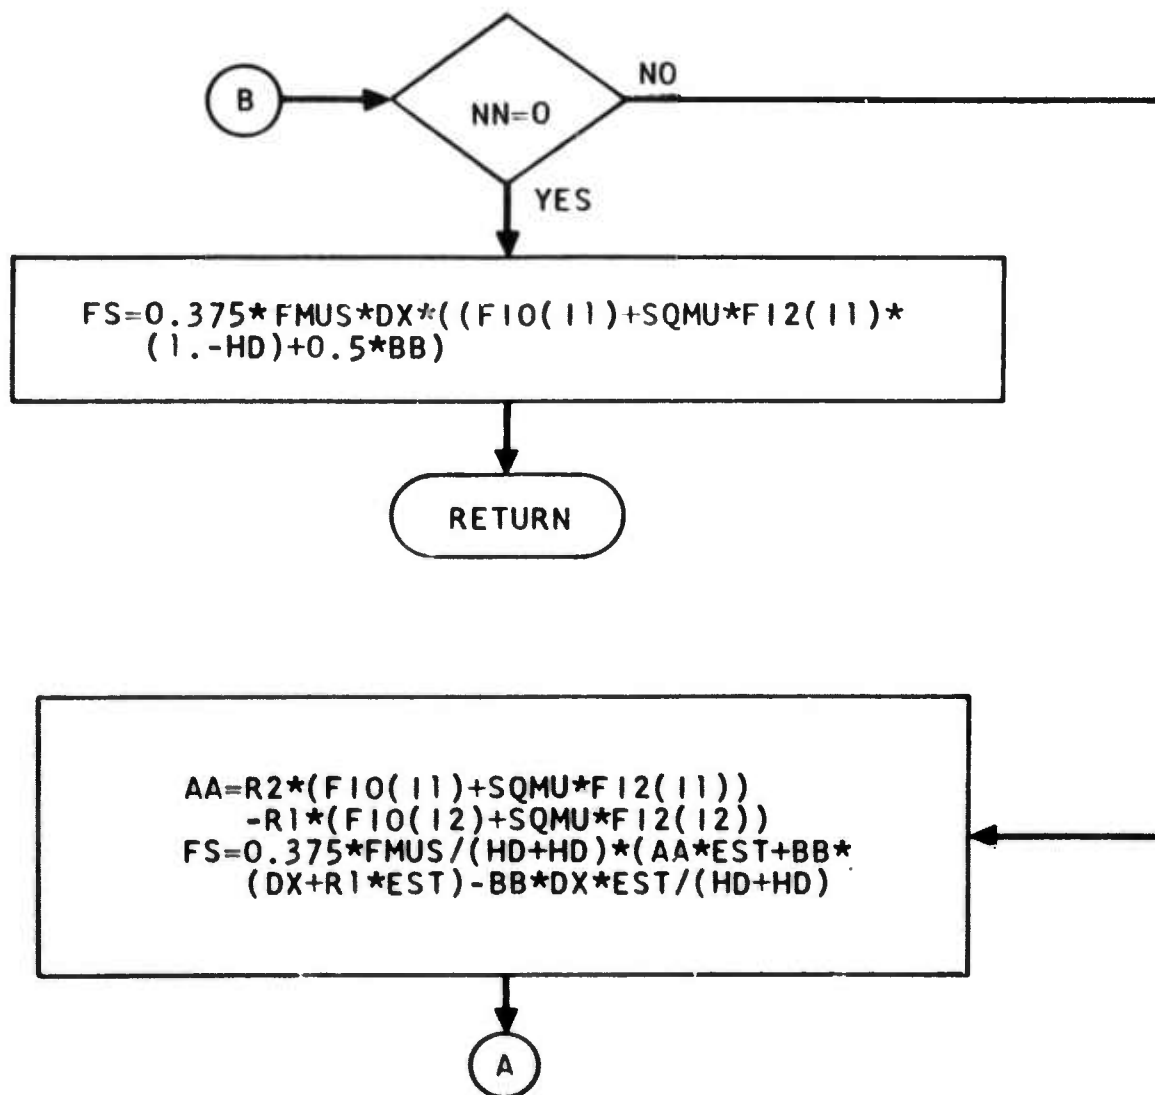 B
NN=0
NO
YES
FS=0.375*FMUS*DX*((FI0(I1)+SQMU*FI2(I1)*
(1.-HD)+0.5*BB)
RETURN
AA=R2*(FI0(I1)+SQMU*FI2(I1))
-R1*(FI0(I2)+SQMU*FI2(I2))
FS=0.375*FMUS/(HD+HD)*(AA*EST+BB*
(DX+R1*EST)-BB*DX*EST/(HD+HD)
A